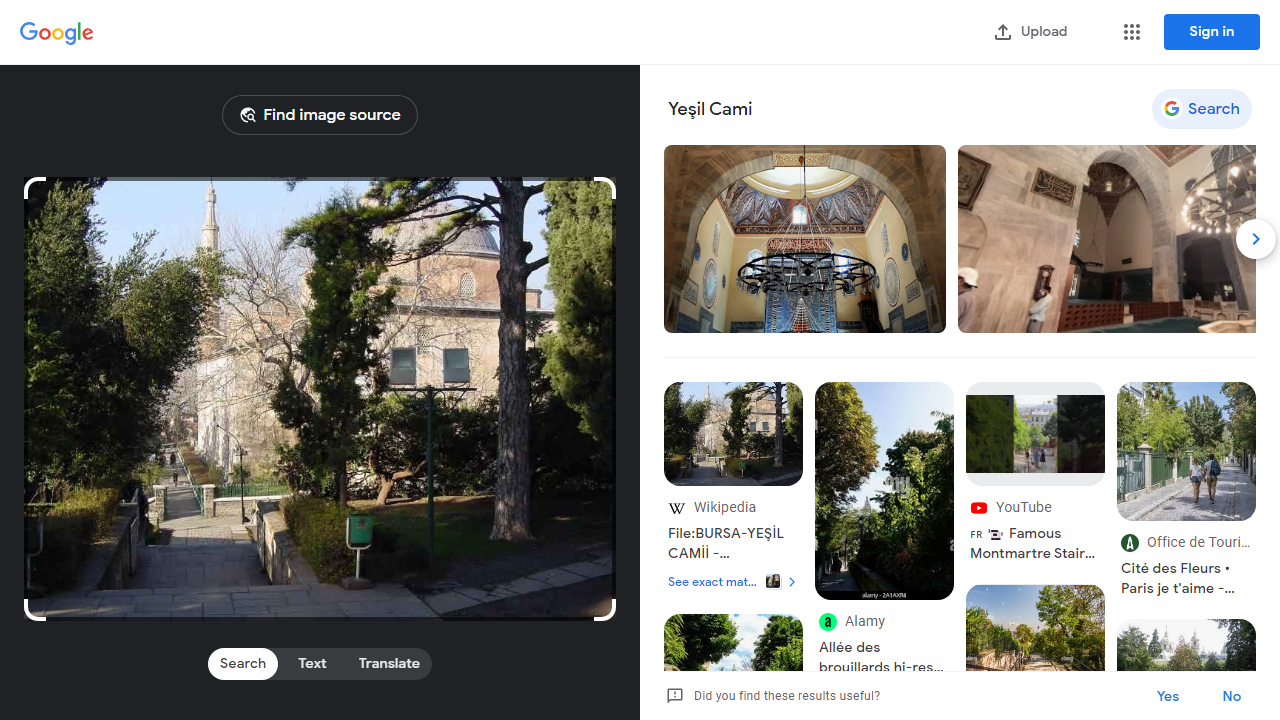 Google
Upload
Sign in
Find image source
Search
Text
Translate
Yeşil Cami
Search
Wikipedia
File:BURSA-YEŞİL
CAMİİ -...
See exact mat...
alamy - 2A1AXR8
Alamy
Allée des
brouillards hi-res...
YouTube
FR Famous
Montmartre Stair...
Office de Touri...
Cité des Fleurs •
Paris je t'aime -...
Did you find these results useful?
Yes
No